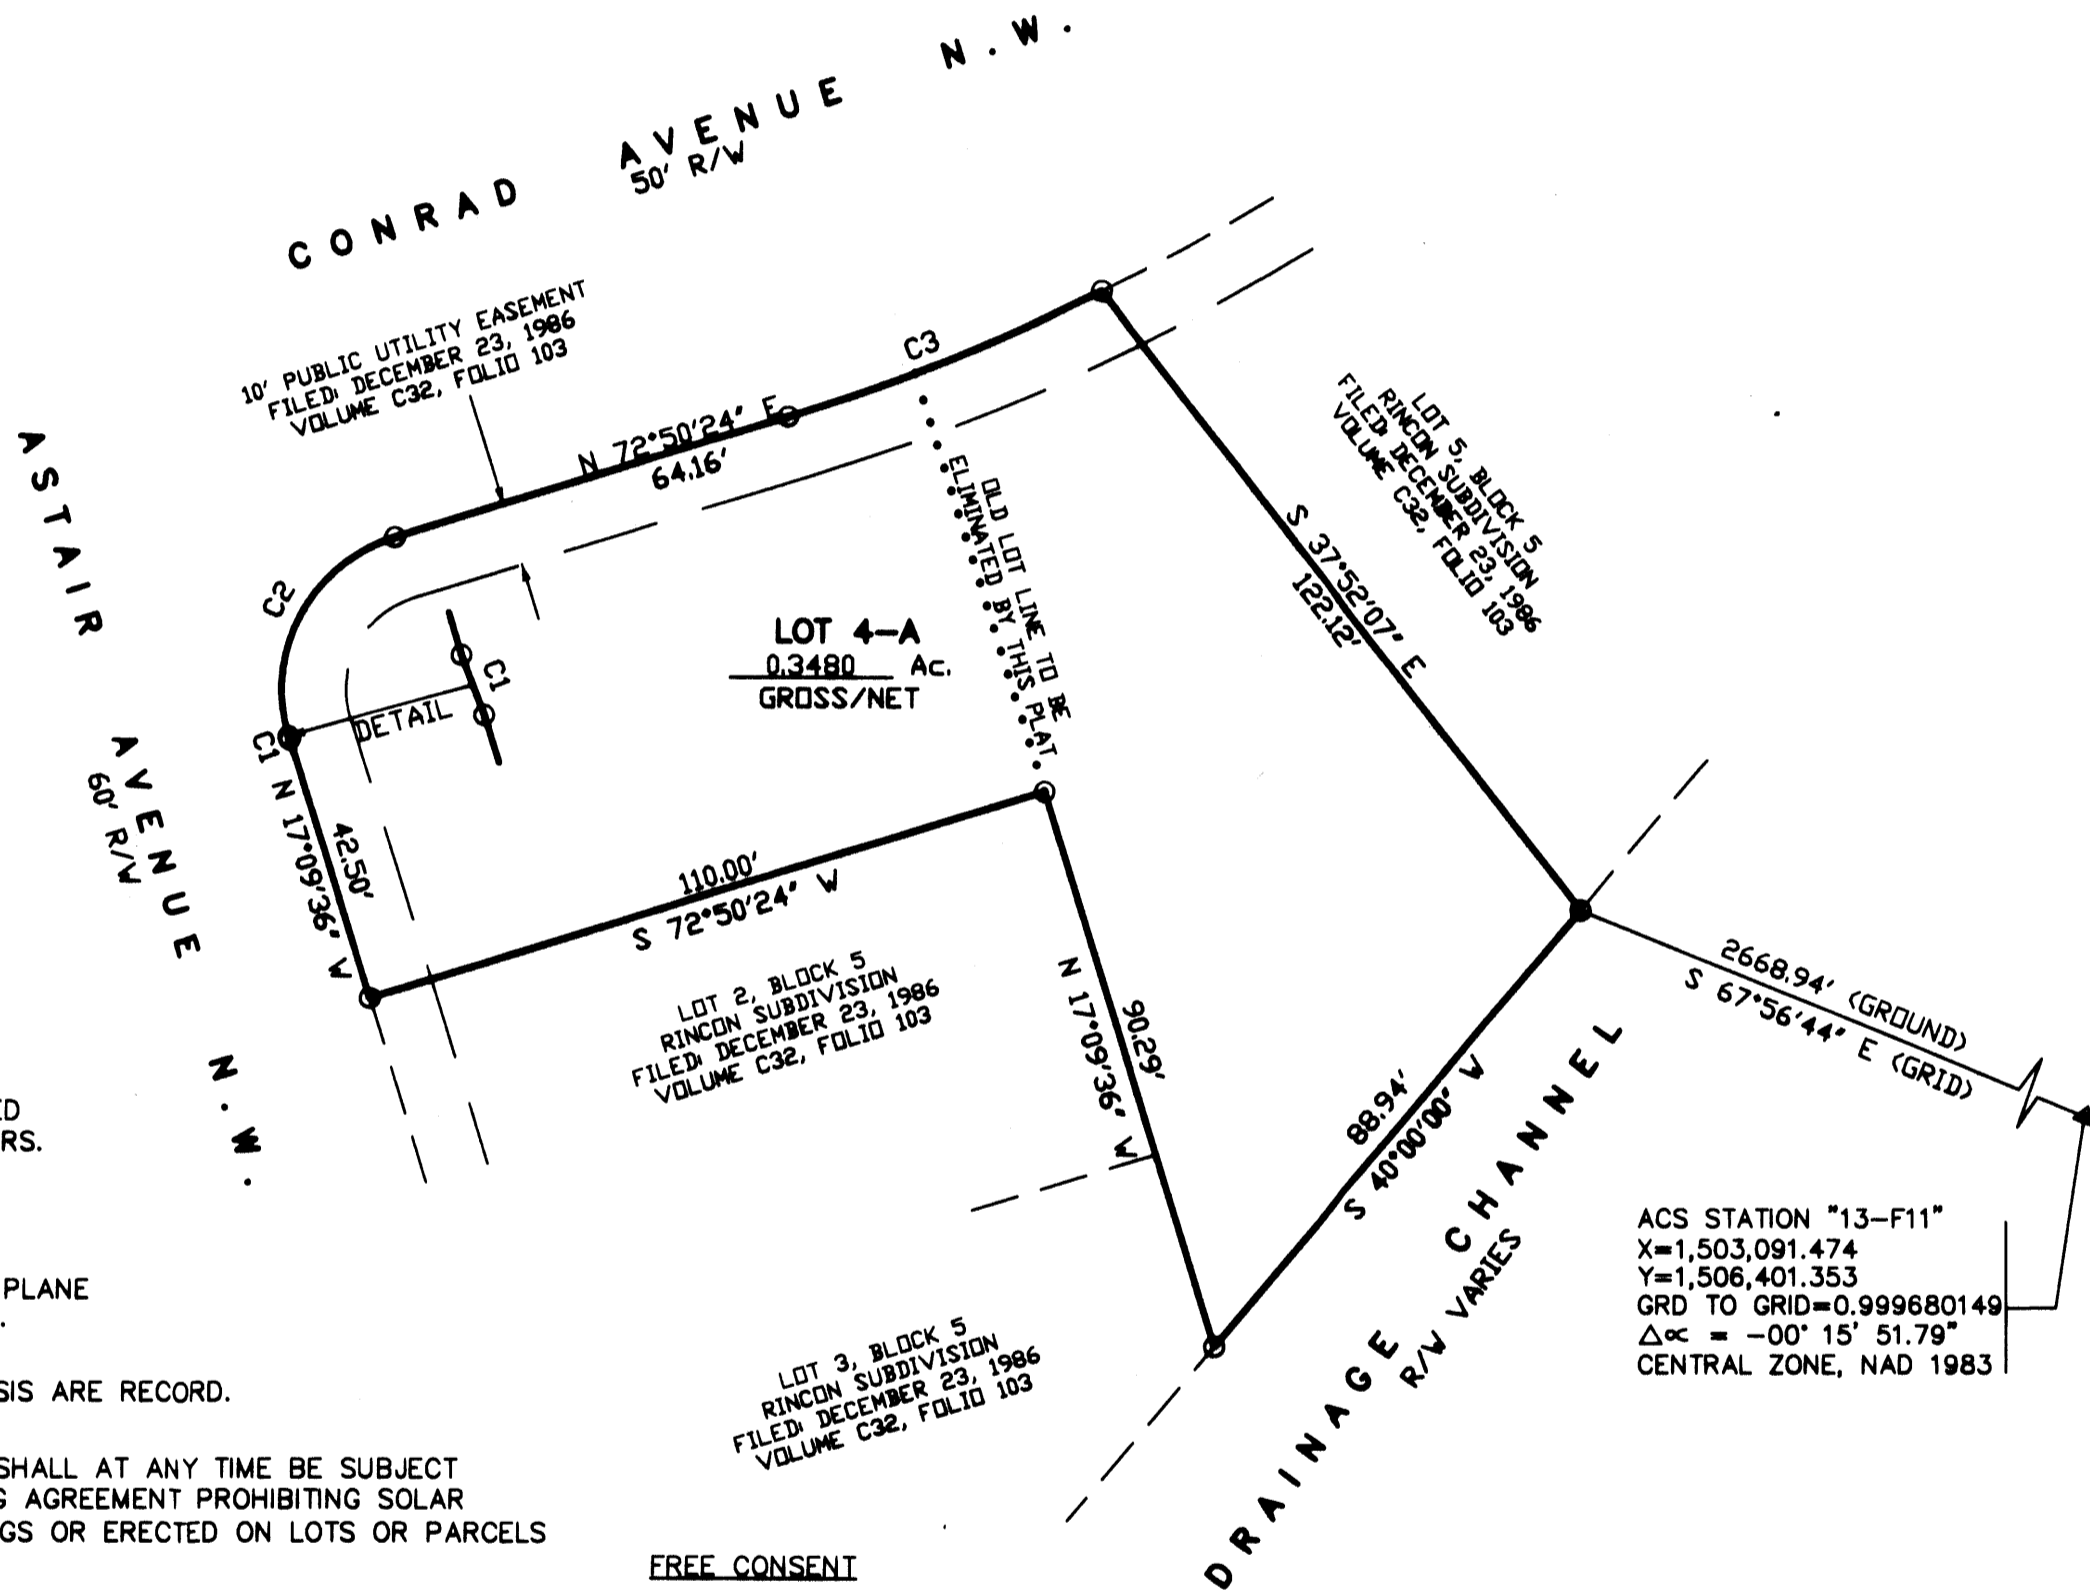 CONRAD AVENUE N.W.
50' R/W
10' PUBLIC UTILITY EASEMENT
FILED: DECEMBER 23, 1986
VOLUME C32, FOLIO 103
ASTAIR AVENUE N.W.
60' R/W
N 72°50'24" E
64.16'
C3
C2
C1
DETAIL
C1
N 17°09'36" W
42.50'
LOT 4-A
0.3480 Ac.
GROSS/NET
OLD LOT LINE TO BE
ELIMINATED BY THIS PLAT
S 37°52'07" E
122.12'
LOT 5, BLOCK 5
RINCON SUBDIVISION
FILED: DECEMBER 23, 1986
VOLUME C32, FOLIO 103
110.00'
S 72°50'24" W
LOT 2, BLOCK 5
RINCON SUBDIVISION
FILED: DECEMBER 23, 1986
VOLUME C32, FOLIO 103
90.29'
N 17°09'36" W
88.94'
S 40°00'00" W
2668.94' (GROUND)
S 67°56'44" E (GRID)
DRAINAGE CHANNEL
R/W VARIES
LOT 3, BLOCK 5
RINCON SUBDIVISION
FILED: DECEMBER 23, 1986
VOLUME C32, FOLIO 103
ACS STATION "13-F11"
X=1,503,091.474
Y=1,506,401.353
GRD TO GRID=0.999680149
Δ∝ = -00° 15' 51.79"
CENTRAL ZONE, NAD 1983
ED
RS.
PLANE
.
SIS ARE RECORD.
SHALL AT ANY TIME BE SUBJECT
G AGREEMENT PROHIBITING SOLAR
GS OR ERECTED ON LOTS OR PARCELS
FREE CONSENT